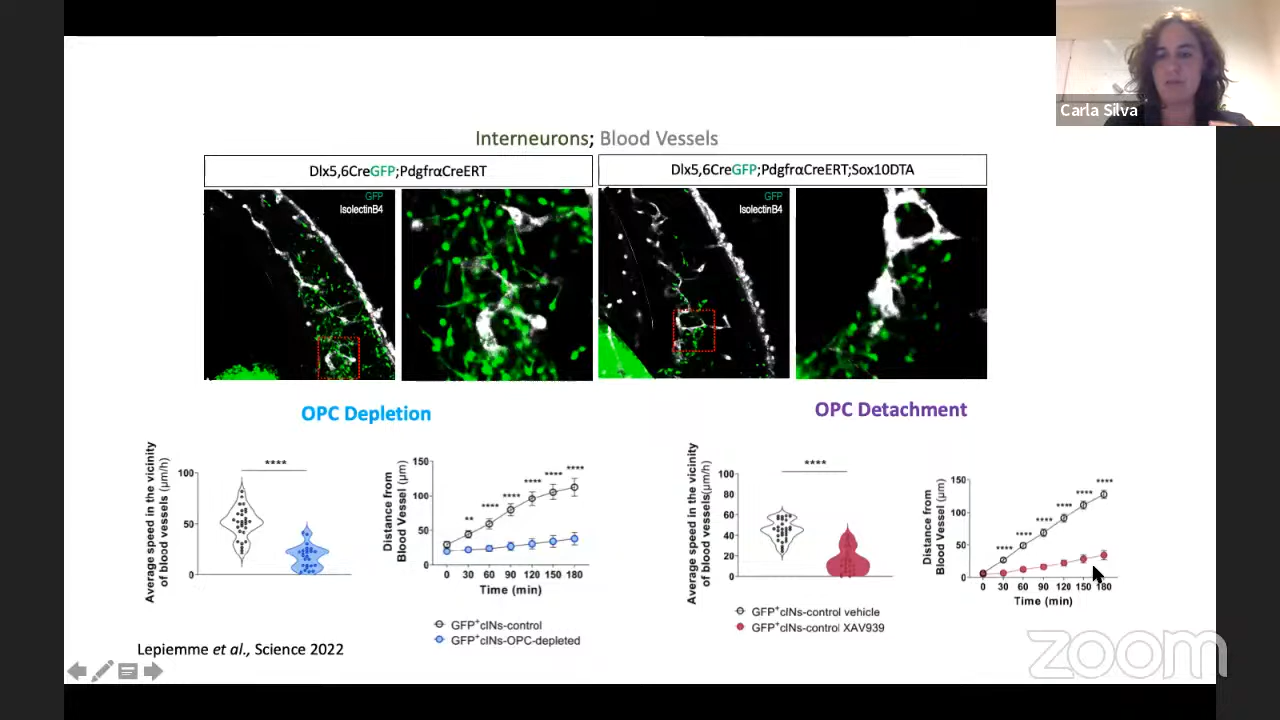 Carla Silva
Interneurons; Blood Vessels
Dlx5,6CreGFP;PdgfrαCreERT
Dlx5,6CreGFP;PdgfrαCreERT;Sox10DTA
GFP
IsolectinB4
GFP
IsolectinB4
OPC Depletion
OPC Detachment
Average speed in the vicinity
of blood vessels (μm/h)
100
50
0
****
Distance from
Blood Vessel (μm)
150
100
50
0
**
****
****
****
****
****
0 30 60 90 120 150 180
Time (min)
GFP+cINs-control
GFP+cINs-OPC-depleted
Average speed in the vicinity
of blood vessels(μm/h)
100
80
60
40
20
0
****
Distance from
Blood Vessel (μm)
150
100
50
0
****
****
****
****
****
****
0 30 60 90 120 150 180
Time (min)
GFP+cINs-control vehicle
GFP+cINs-control XAV939
Lepiemme et al., Science 2022
zoom